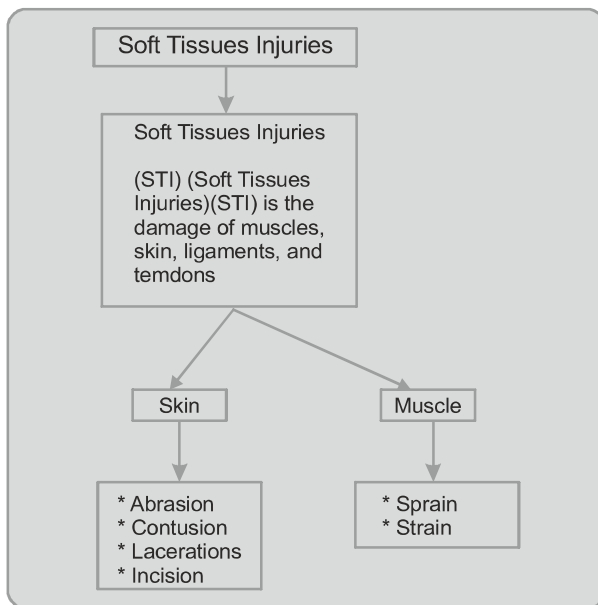 Soft Tissues Injuries
Soft Tissues Injuries
(STI) (Soft Tissues
Injuries)(STI) is the
damage of muscles,
skin, ligaments, and
temdons
Skin
Muscle
* Abrasion
* Contusion
* Lacerations
* Incision
* Sprain
* Strain